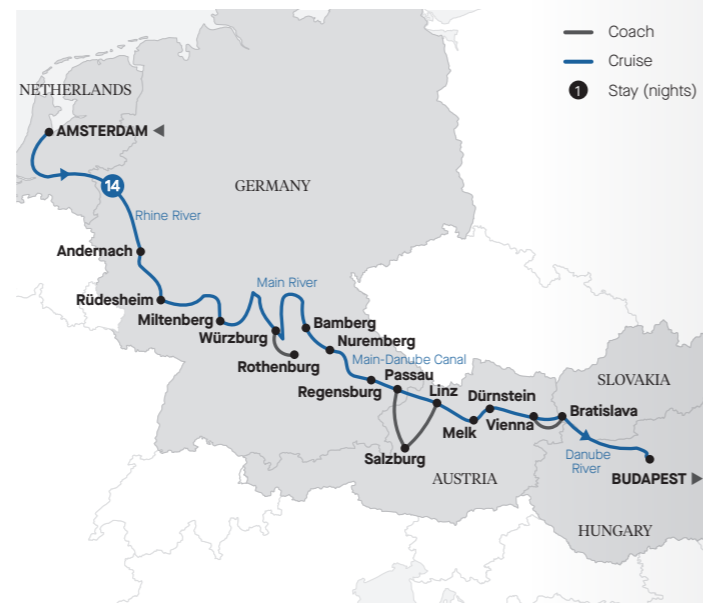 Coach
Cruise
1 Stay (nights)
NETHERLANDS
AMSTERDAM
14
GERMANY
Rhine River
Andernach
Main River
Rüdesheim
Miltenberg
Würzburg
Bamberg
Nuremberg
Rothenburg
Main-Danube Canal
Regensburg
Passau
Linz
Dürnstein
SLOVAKIA
Bratislava
Melk
Vienna
Salzburg
AUSTRIA
Danube
River
BUDAPEST
HUNGARY